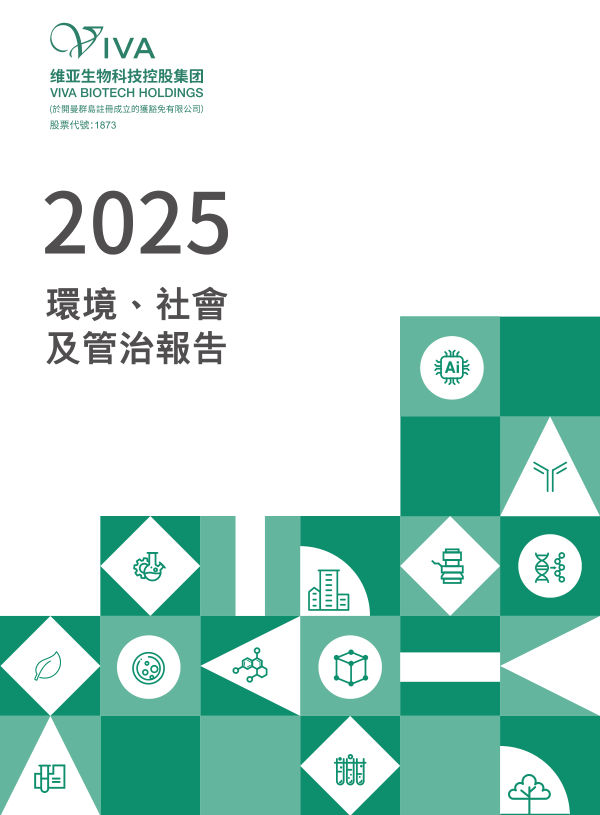 VIVA
维亚生物科技控股集团
VIVA BIOTECH HOLDINGS
(於開曼群島註冊成立的獲豁免有限公司)
股票代號：1873
2025
環境、社會
及管治報告
Ai